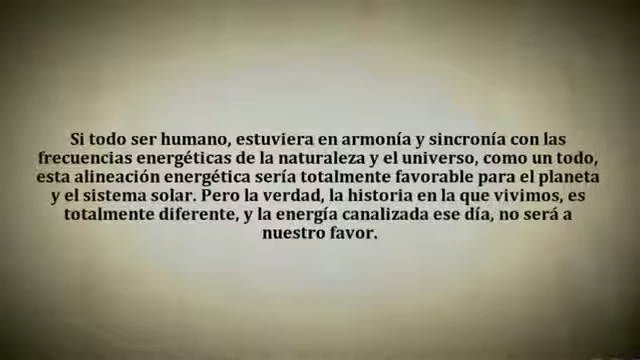 Si todo ser humano, estuviera en armonía y sincronía con las
frecuencias energéticas de la naturaleza y el universo, como un todo,
esta alineación energética sería totalmente favorable para el planeta
y el sistema solar. Pero la verdad, la historia en la que vivimos, es
totalmente diferente, y la energía canalizada ese día, no será a
nuestro favor.